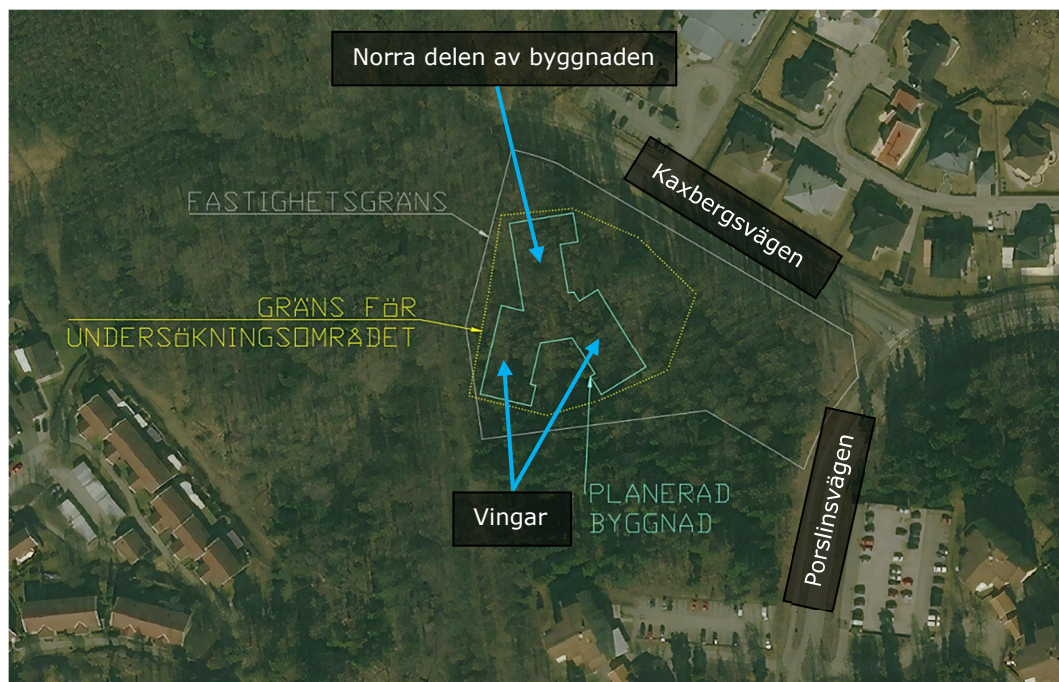 Norra delen av byggnaden
Kaxbergsvägen
FASTIGHETSGRÄNS
GRÄNS FÖR
UNDERSÖKNINGSOMRÅDET
PLANERAD
BYGGNAD
Vingar
Porslinsvägen